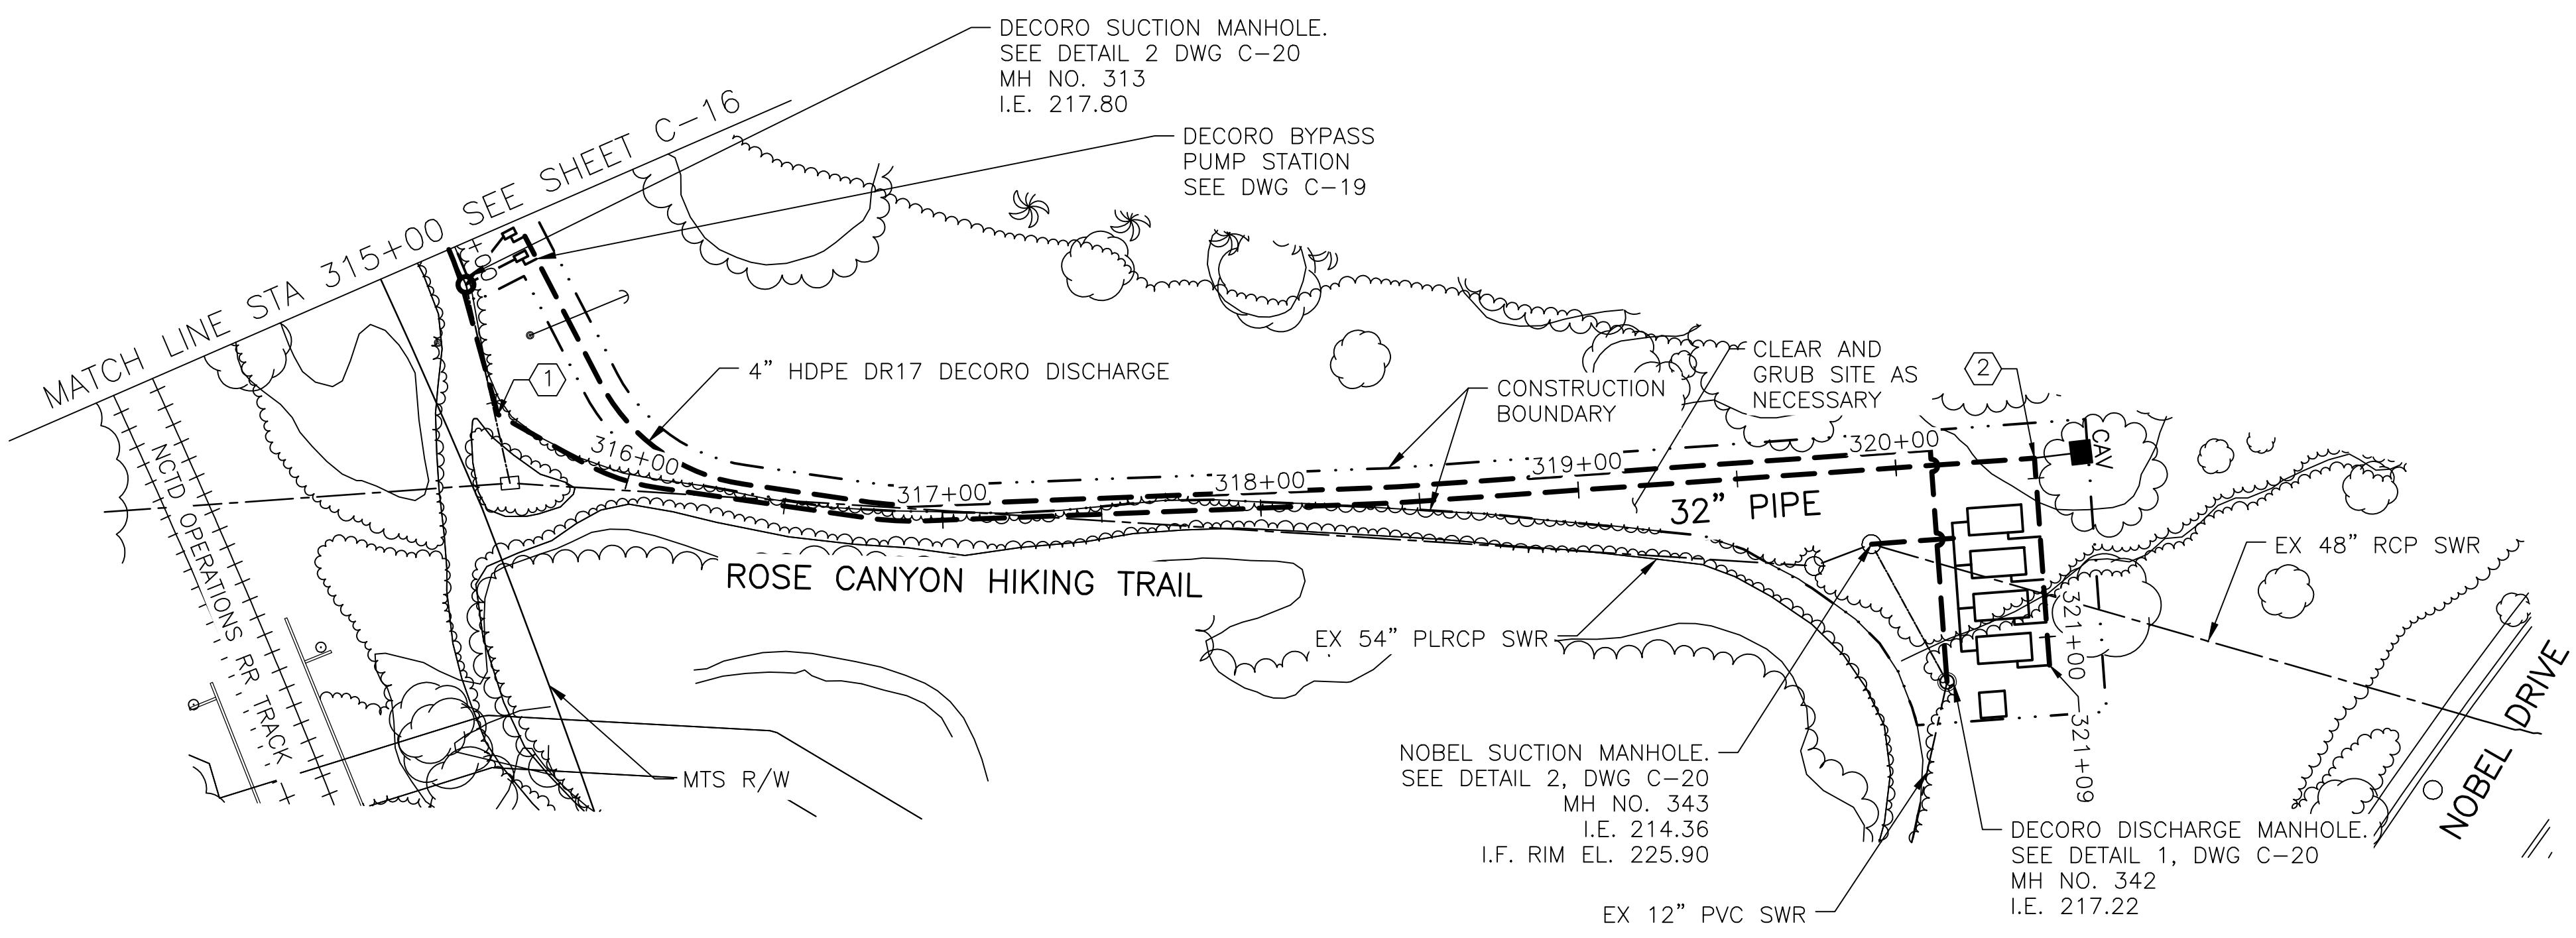 DECORO SUCTION MANHOLE.
SEE DETAIL 2 DWG C-20
MH NO. 313
I.E. 217.80
DECORO BYPASS
PUMP STATION
SEE DWG C-19
MATCH LINE STA 315+00 SEE SHEET C-16
+00
1
4” HDPE DR17 DECORO DISCHARGE
CLEAR AND
GRUB SITE AS
NECESSARY
CONSTRUCTION
BOUNDARY
2
CAV
316+00
317+00
318+00
319+00
320+00
32” PIPE
NCTD OPERATIONS RR TRACK
ROSE CANYON HIKING TRAIL
EX 48” RCP SWR
EX 54” PLRCP SWR
321+00
321+09
MTS R/W
NOBEL SUCTION MANHOLE.
SEE DETAIL 2, DWG C-20
MH NO. 343
I.E. 214.36
I.F. RIM EL. 225.90
NOBEL DRIVE
DECORO DISCHARGE MANHOLE.
SEE DETAIL 1, DWG C-20
MH NO. 342
I.E. 217.22
EX 12” PVC SWR